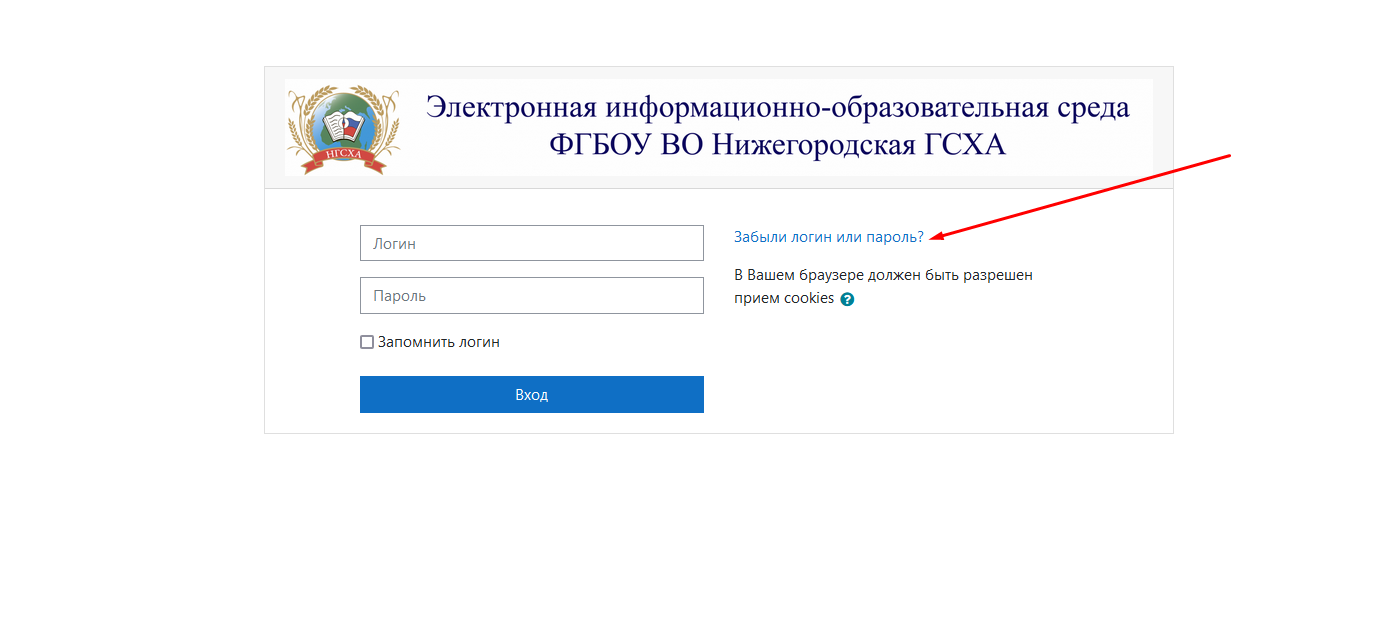 Электронная информационно-образовательная среда
ФГБОУ ВО Нижегородская ГСХА
НГСХА
Логин
Забыли логин или пароль?
Пароль
В Вашем браузере должен быть разрешен
прием cookies ?
Запомнить логин
Вход